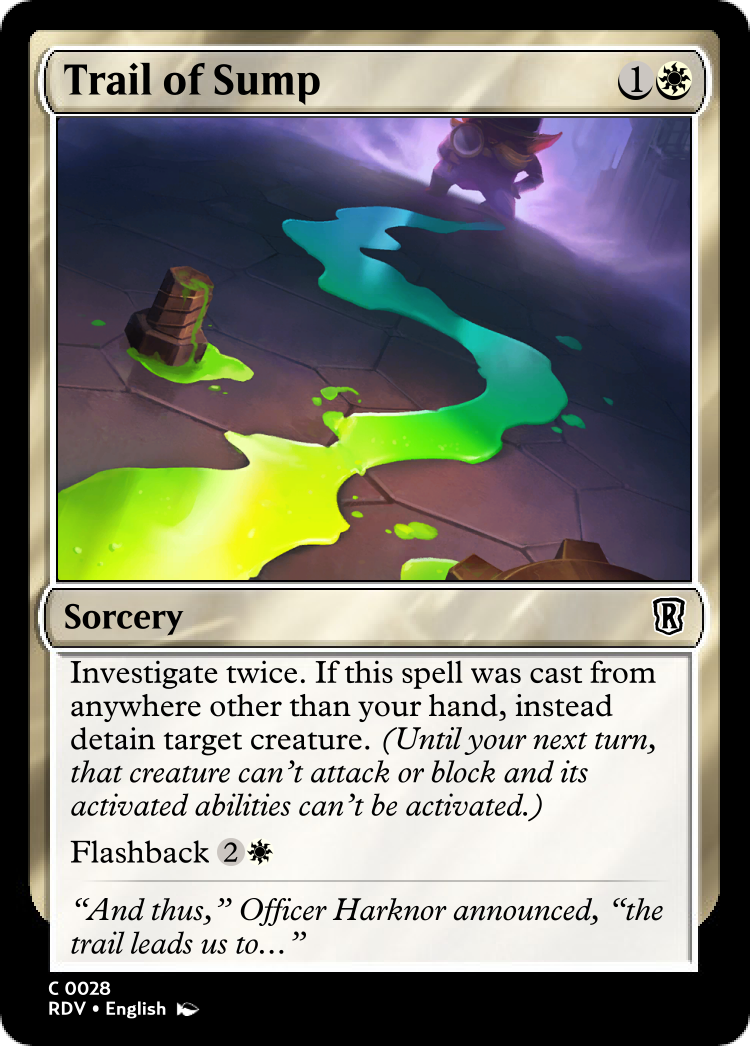 Trail of Sump 1
Sorcery R
Investigate twice. If this spell was cast from
anywhere other than your hand, instead
detain target creature. (Until your next turn,
that creature can’t attack or block and its
activated abilities can’t be activated.)
Flashback 2
“And thus,” Officer Harknor announced, “the
trail leads us to…”
C 0028
RDV • English